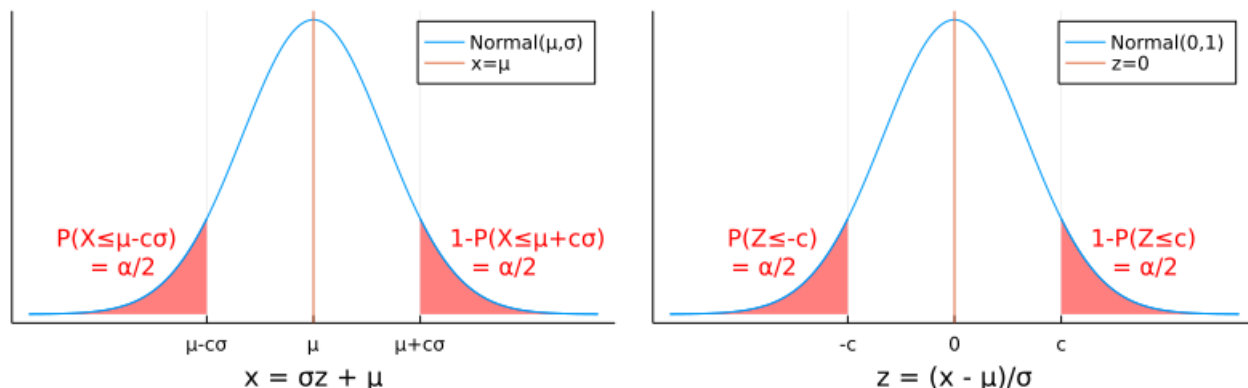 Normal(μ,σ)
x=μ
P(X≤μ-cσ)
= α/2
1-P(X≤μ+cσ)
= α/2
μ-cσ
μ
μ+cσ
x = σz + μ
Normal(0,1)
z=0
P(Z≤-c)
= α/2
1-P(Z≤c)
= α/2
-c
0
c
z = (x - μ)/σ